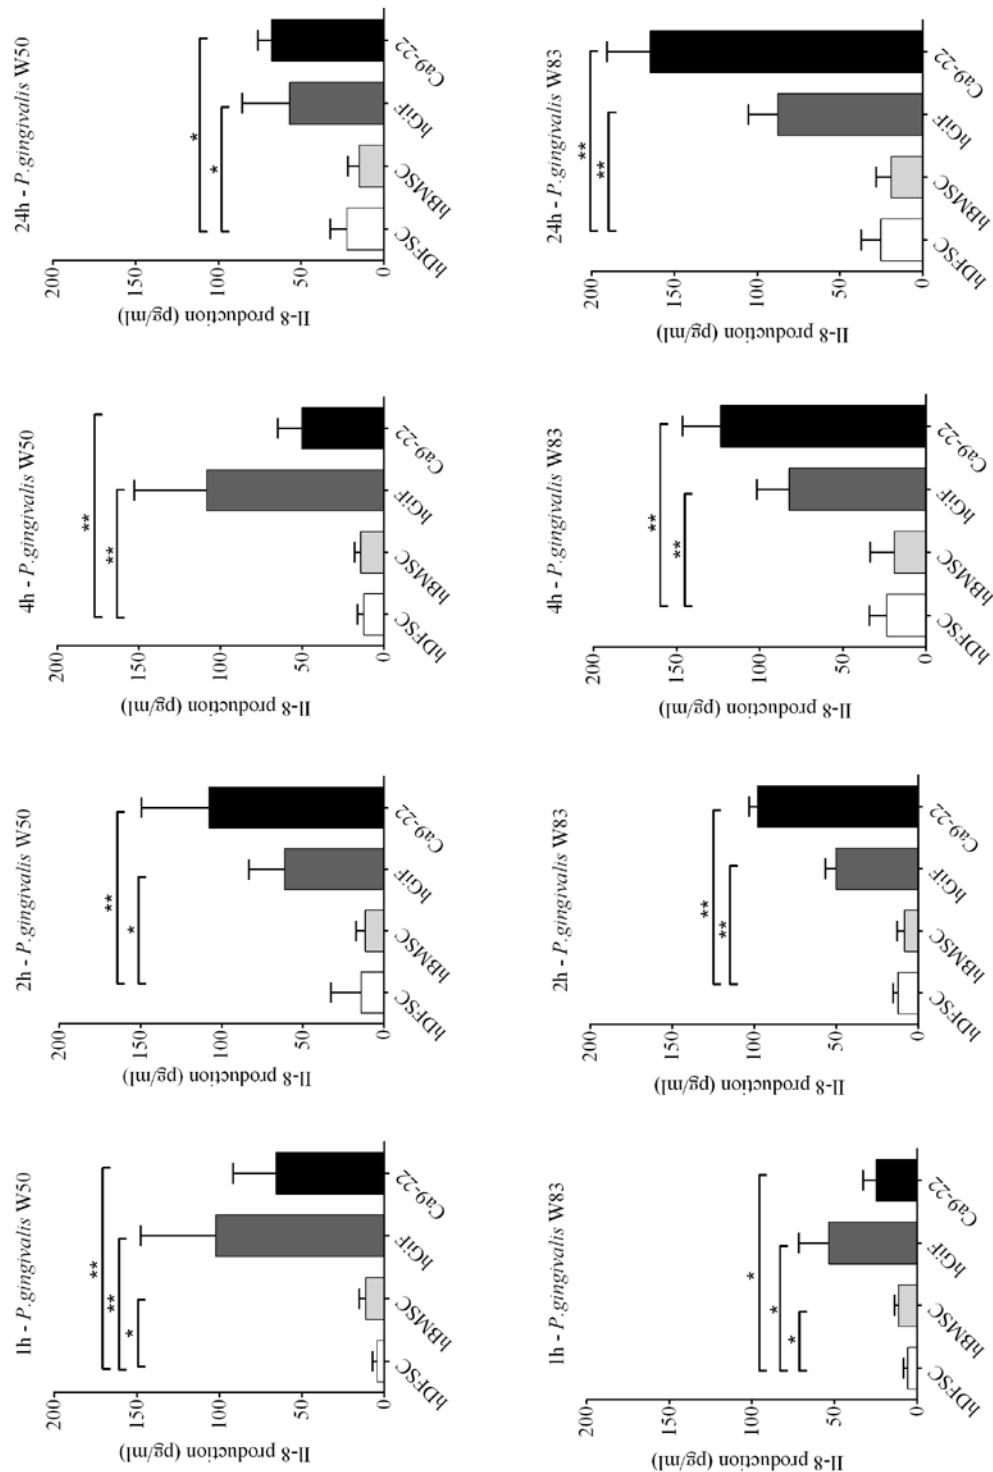 1h - P.gingivalis W50
Il-8 production (pg/ml)
200
150
100
50
0
**
**
*
hDFSC
hBMSC
hGiF
Ca9-22
2h - P.gingivalis W50
Il-8 production (pg/ml)
200
150
100
50
0
**
*
hDFSC
hBMSC
hGiF
Ca9-22
4h - P.gingivalis W50
Il-8 production (pg/ml)
200
150
100
50
0
**
**
hDFSC
hBMSC
hGiF
Ca9-22
24h - P.gingivalis W50
Il-8 production (pg/ml)
200
150
100
50
0
*
*
hDFSC
hBMSC
hGiF
Ca9-22
1h - P.gingivalis W83
Il-8 production (pg/ml)
200
150
100
50
0
*
*
*
hDFSC
hBMSC
hGiF
Ca9-22
2h - P.gingivalis W83
Il-8 production (pg/ml)
200
150
100
50
0
**
**
hDFSC
hBMSC
hGiF
Ca9-22
4h - P.gingivalis W83
Il-8 production (pg/ml)
200
150
100
50
0
**
**
hDFSC
hBMSC
hGiF
Ca9-22
24h - P.gingivalis W83
Il-8 production (pg/ml)
200
150
100
50
0
**
**
hDFSC
hBMSC
hGiF
Ca9-22